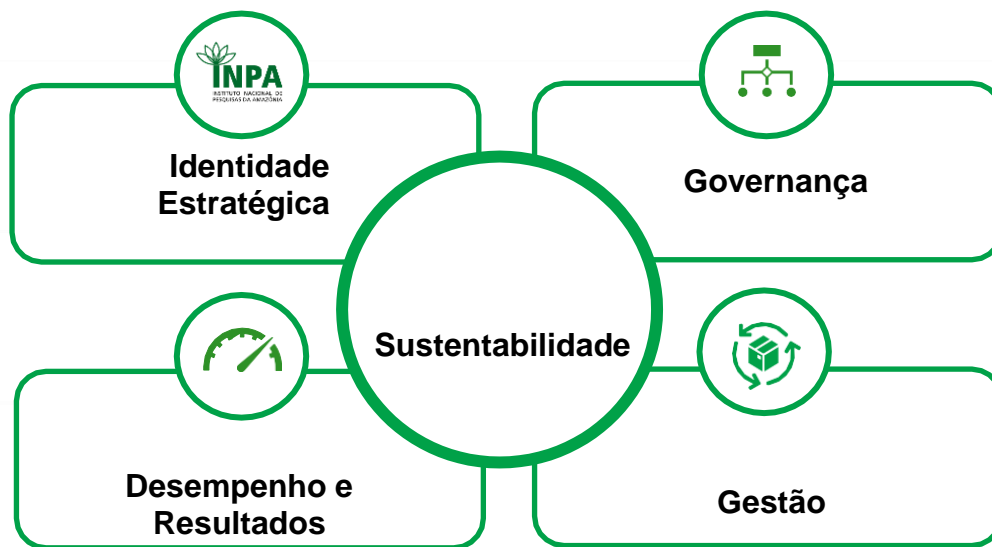 INPA
INSTITUTO NACIONAL DE
PESQUISAS DA AMAZÔNIA
Identidade
Estratégica
Governança
Sustentabilidade
Desempenho e
Resultados
Gestão